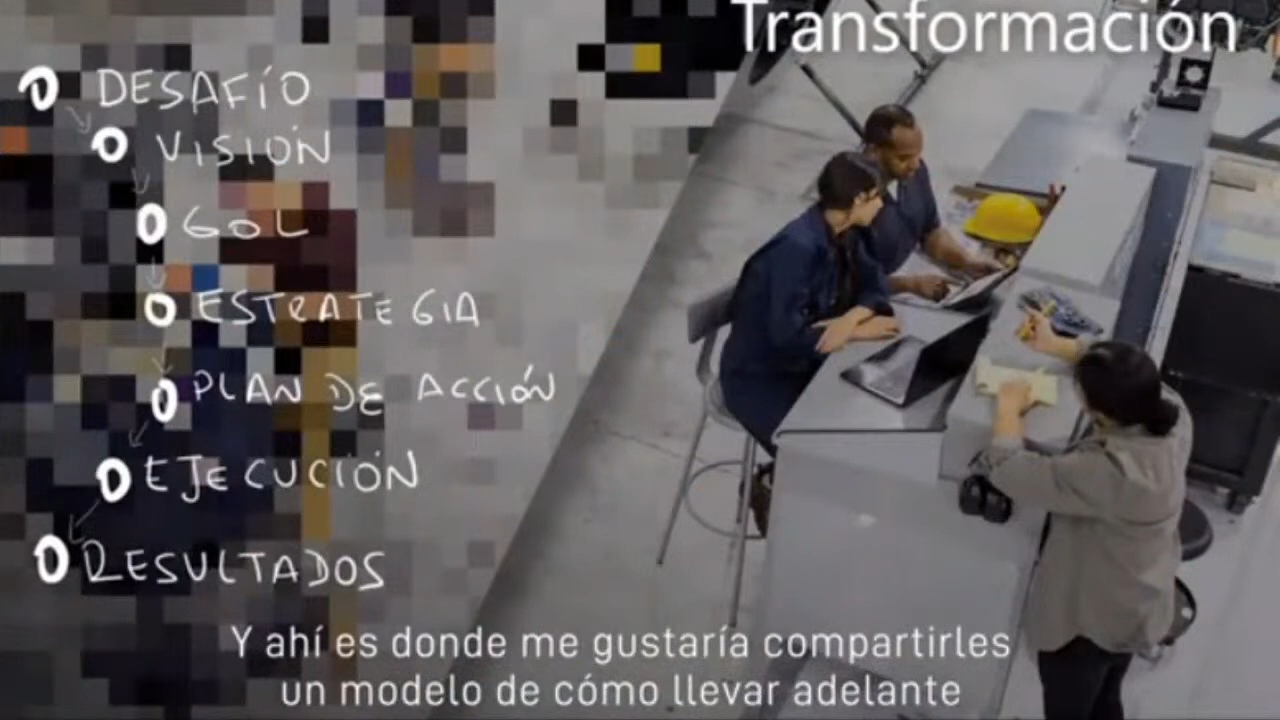 Transformación
DESAFÍO
VISIÓN
GOL
ESTRATEGIA
PLAN DE ACCIÓN
EJECUCIÓN
RESULTADOS
Y ahí es donde me gustaría compartirles
un modelo de cómo llevar adelante